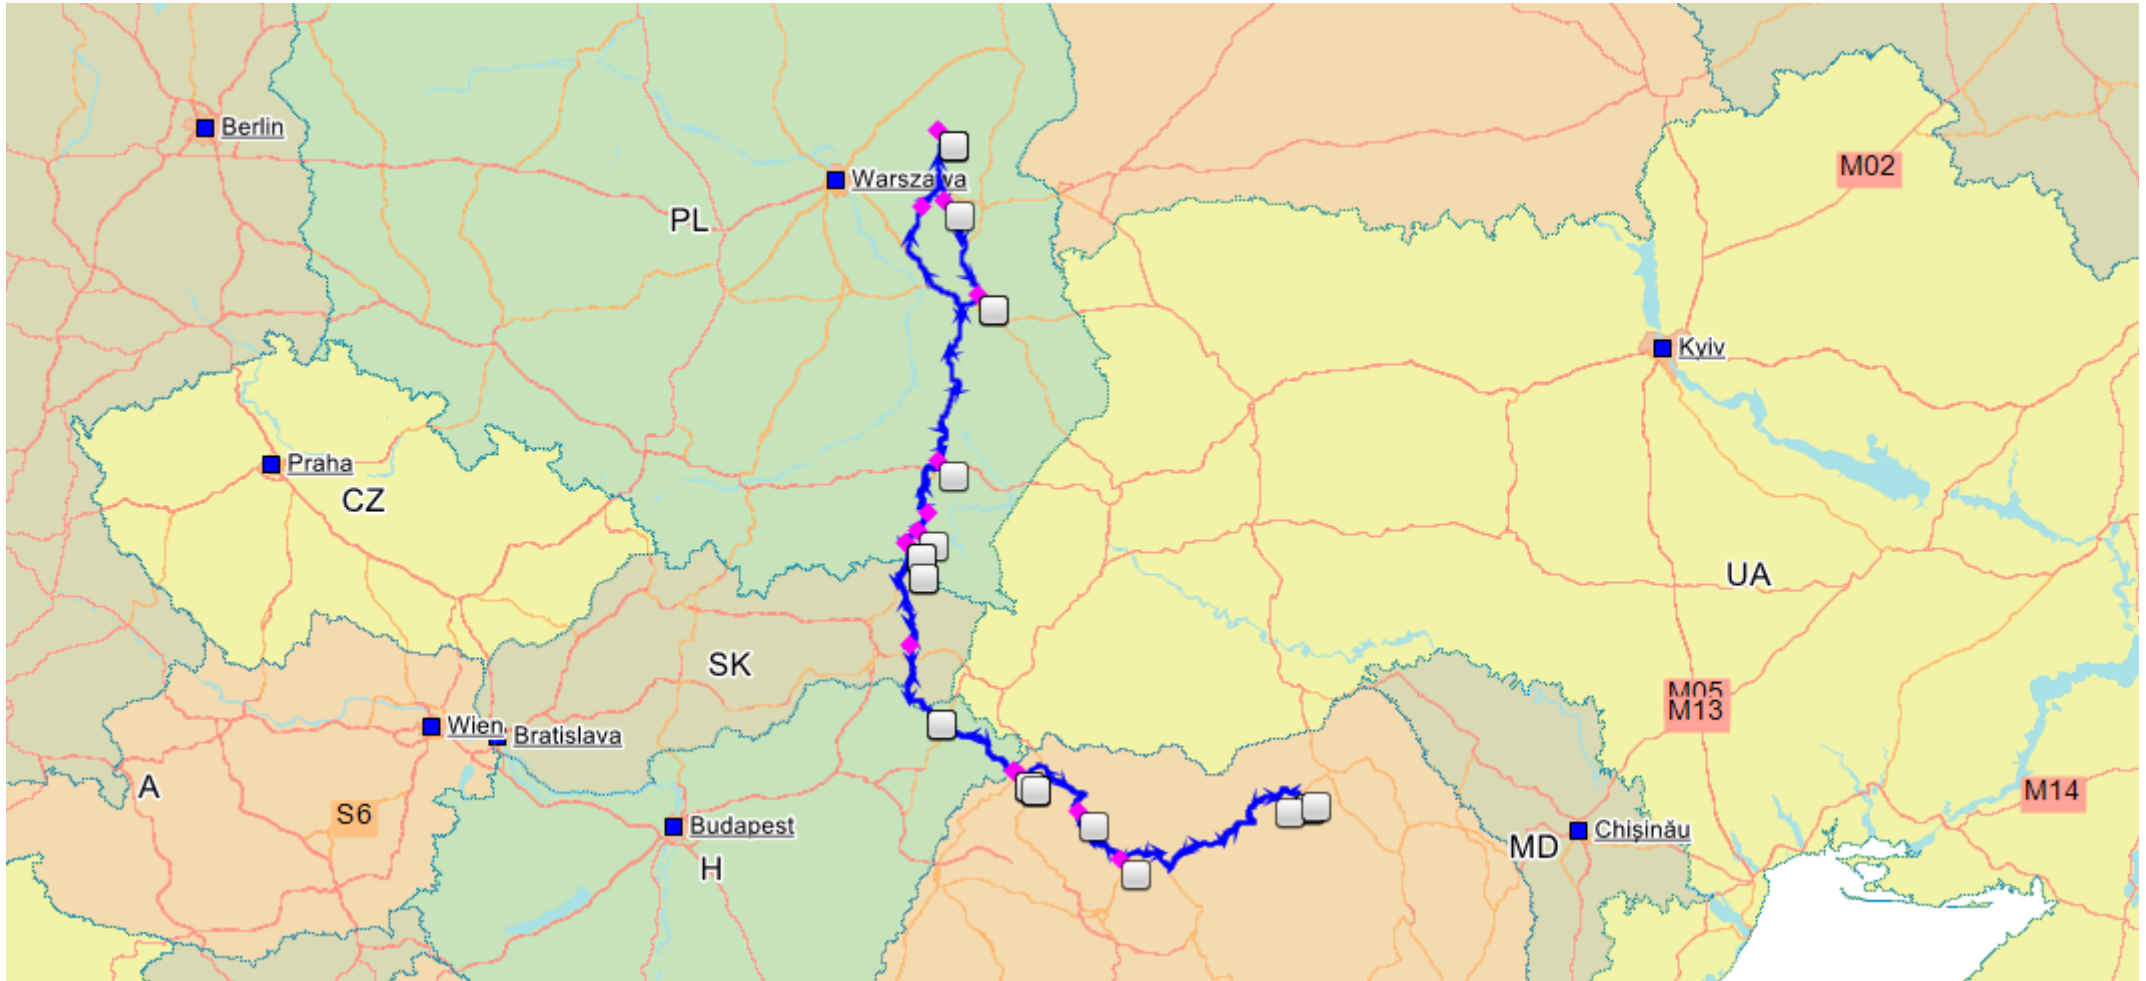 Berlin
M02
Warszawa
PL
Kyiv
Praha
CZ
UA
SK
M05
M13
Wien
Bratislava
A
M14
S6
Budapest
Chişinău
MD
H